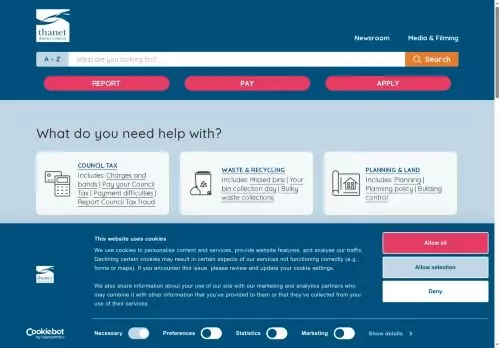 thanet
district council
Newsroom
Media & Filming
A - Z
What are you looking for?
Search
REPORT
PAY
APPLY
What do you need help with?
COUNCIL TAX
Includes: Charges and
bands | Pay your Council
Tax | Payment difficulties |
Report Council Tax fraud
WASTE & RECYCLING
Includes: Missed bins | Your
bin collection day | Bulky
waste collections
PLANNING & LAND
Includes: Planning |
Planning policy | Building
control
This website uses cookies
We use cookies to personalise content and services, provide website features, and analyse our traffic.
Declining certain cookies may result in certain aspects of our services not functioning correctly (e.g.,
forms or maps). If you encounter this issue, please review and update your cookie settings.
We also share information about your use of our site with our marketing and analytics partners who
may combine it with other information that you've provided to them or that they've collected from your
use of their services.
Allow all
Allow selection
Deny
thanet
Cookiebot
by Usercentrics
Necessary
Preferences
Statistics
Marketing
Show details